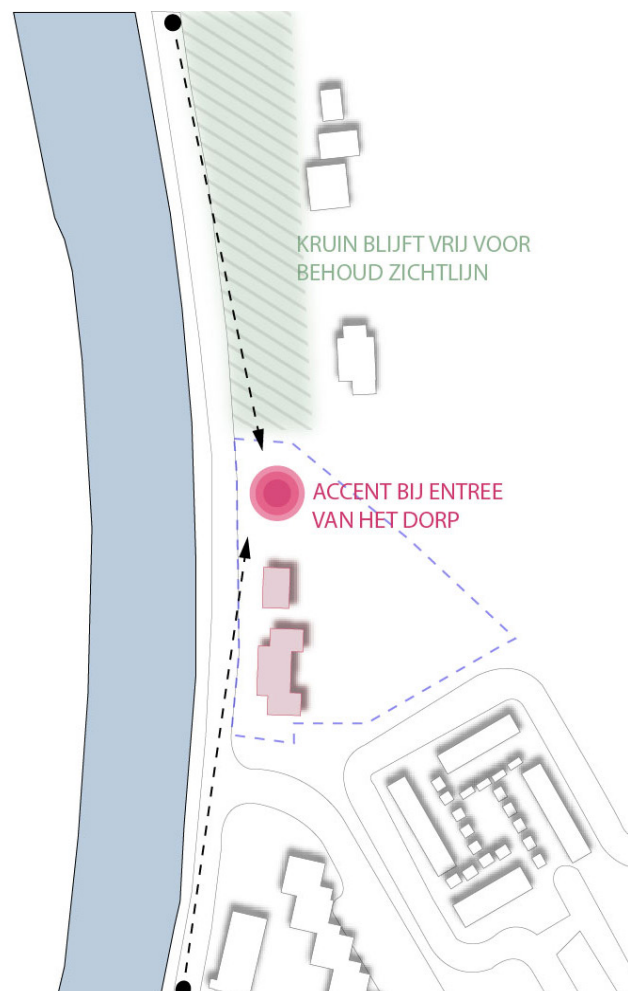 KRUIN BLIJFT VRIJ VOOR
BEHOUD ZICHTLIJN
ACCENT BIJ ENTREE
VAN HET DORP